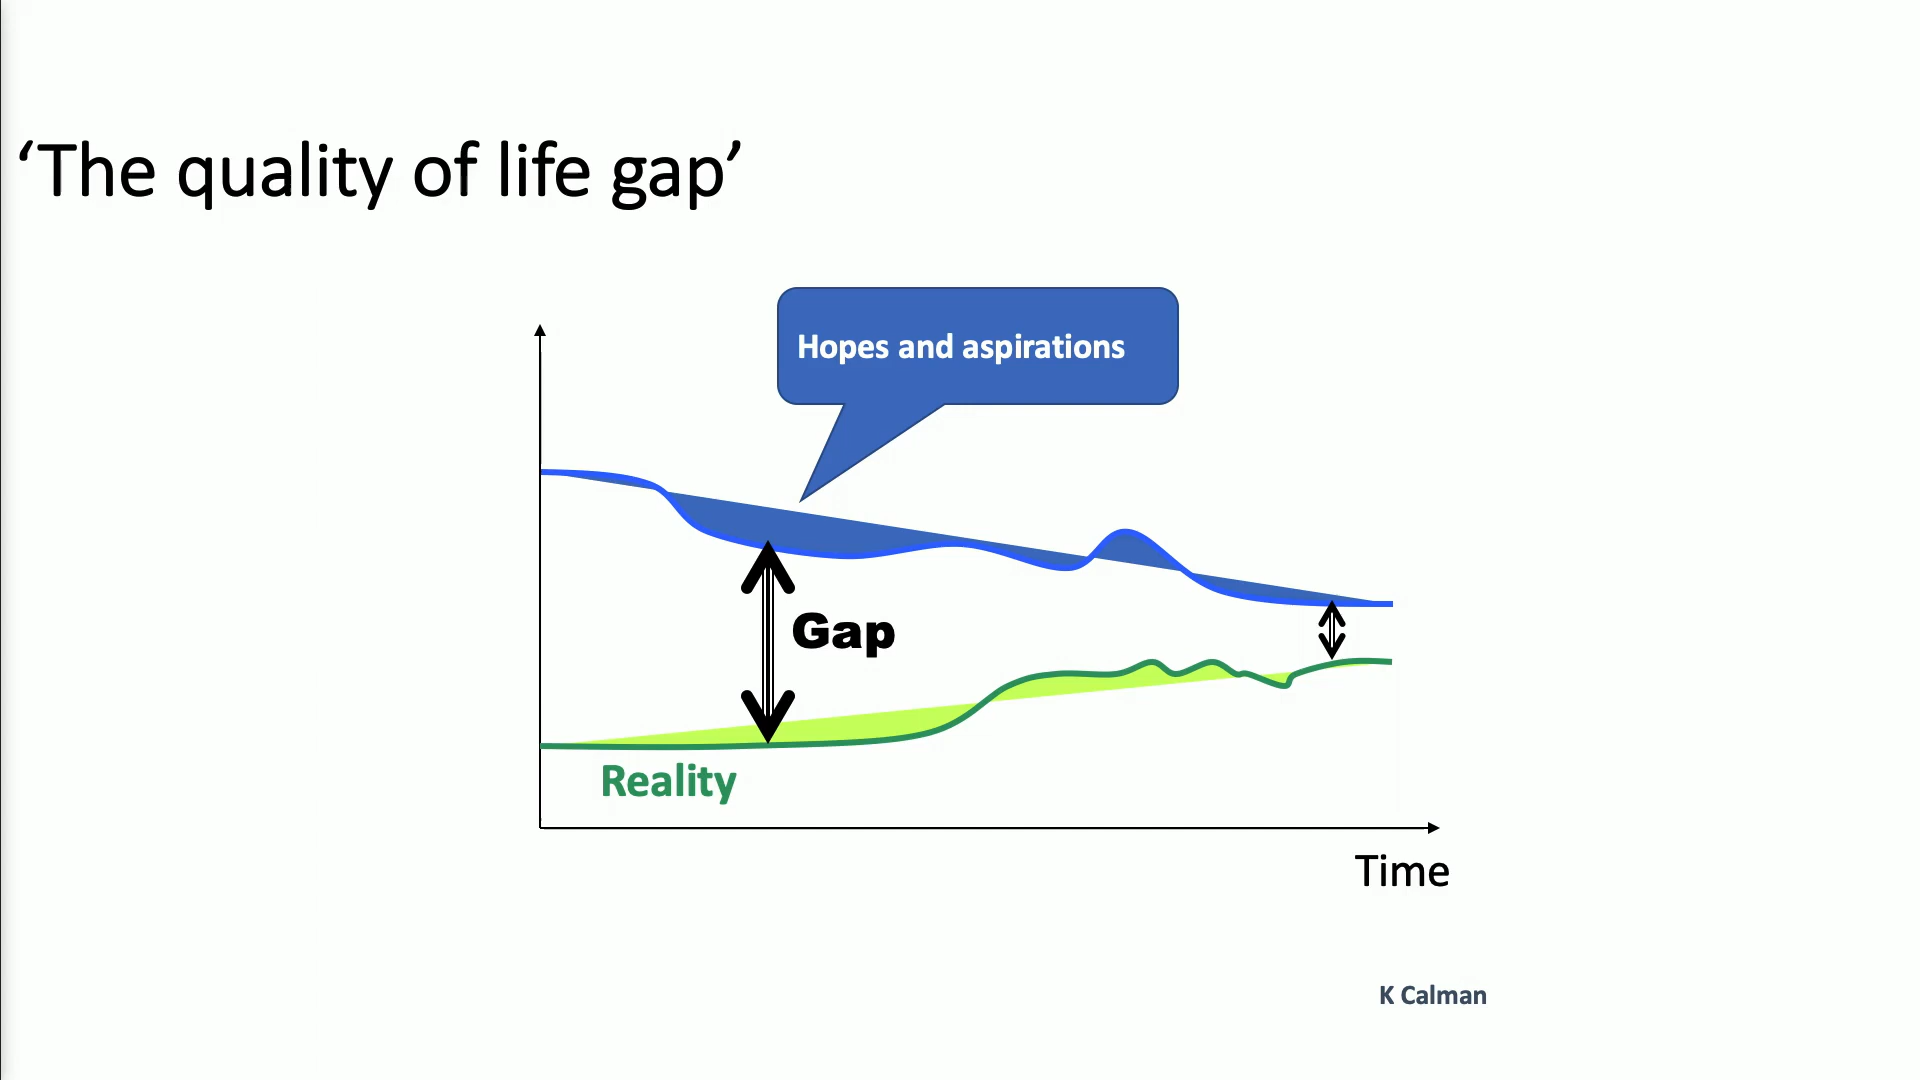 ‘The quality of life gap’
Hopes and aspirations
Gap
Reality
Time
K Calman